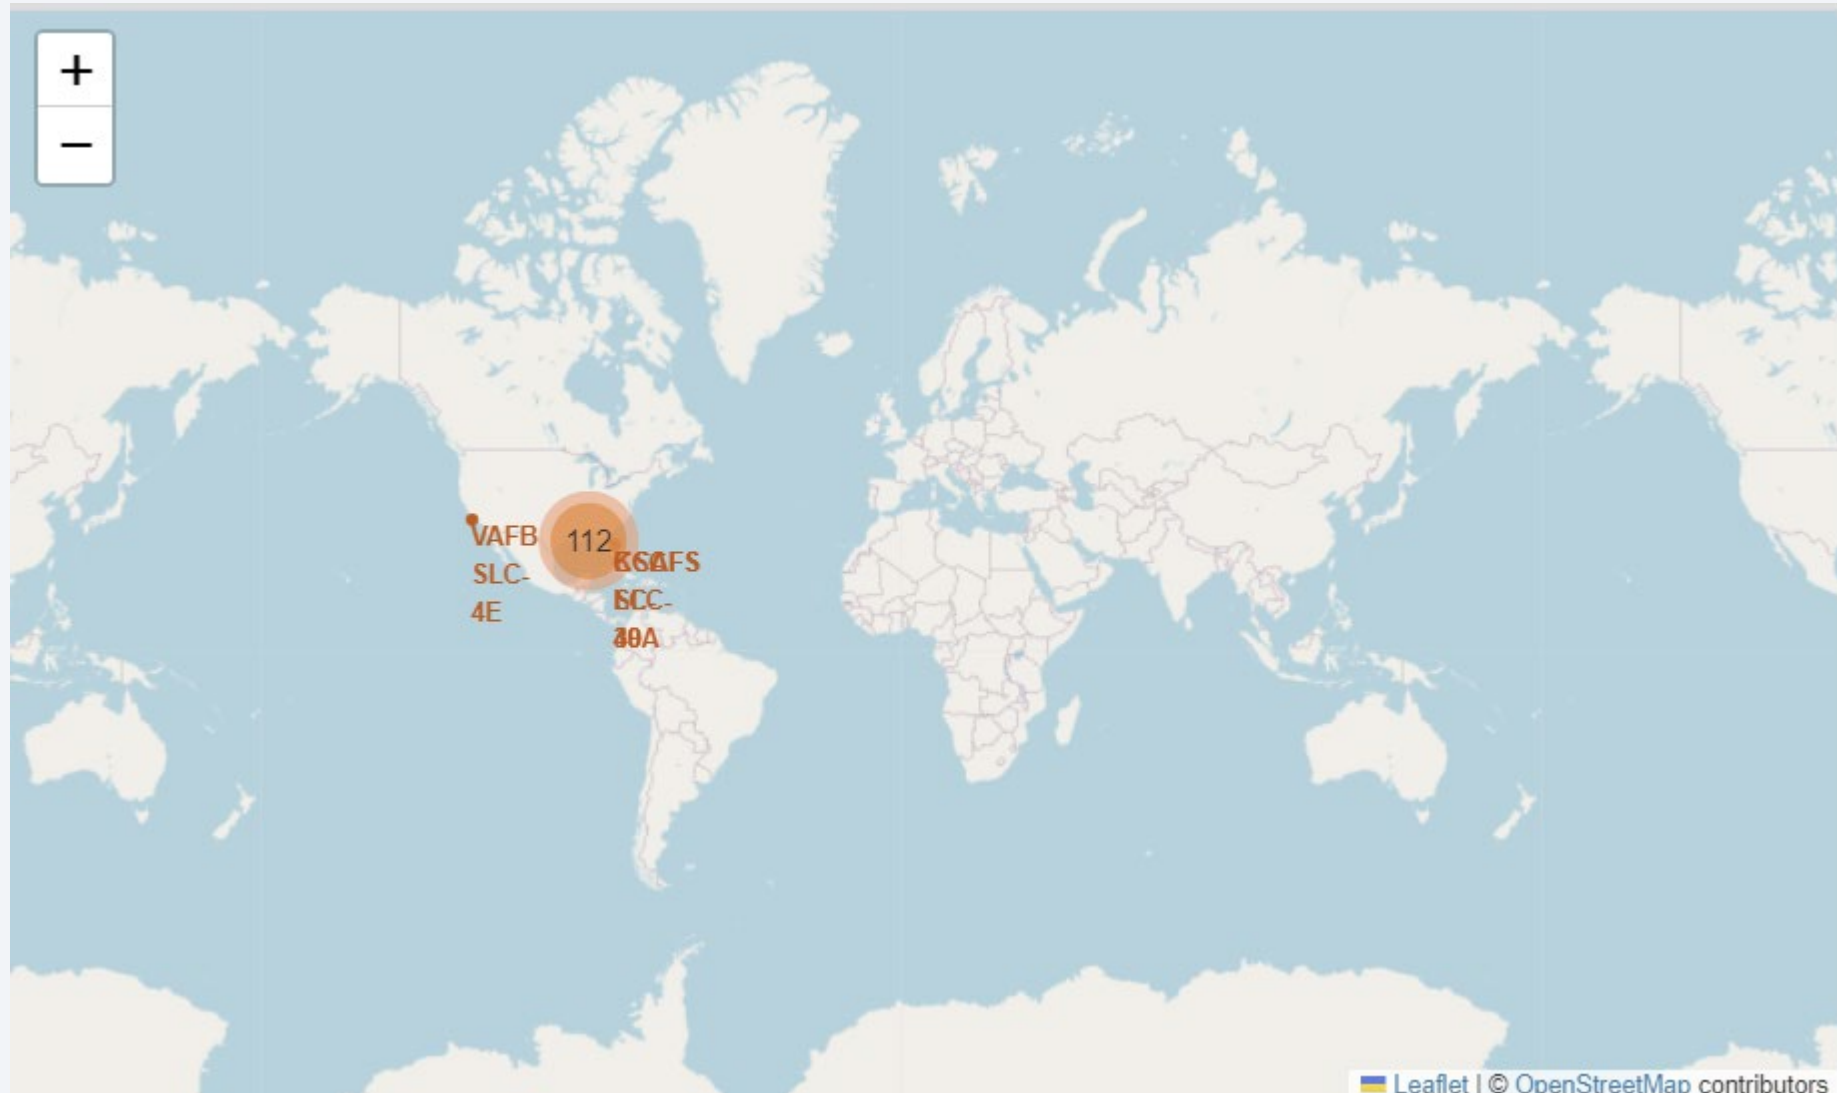 +
−
VAFB
SLC-
4E
112
Leaflet | © OpenStreetMap contributors